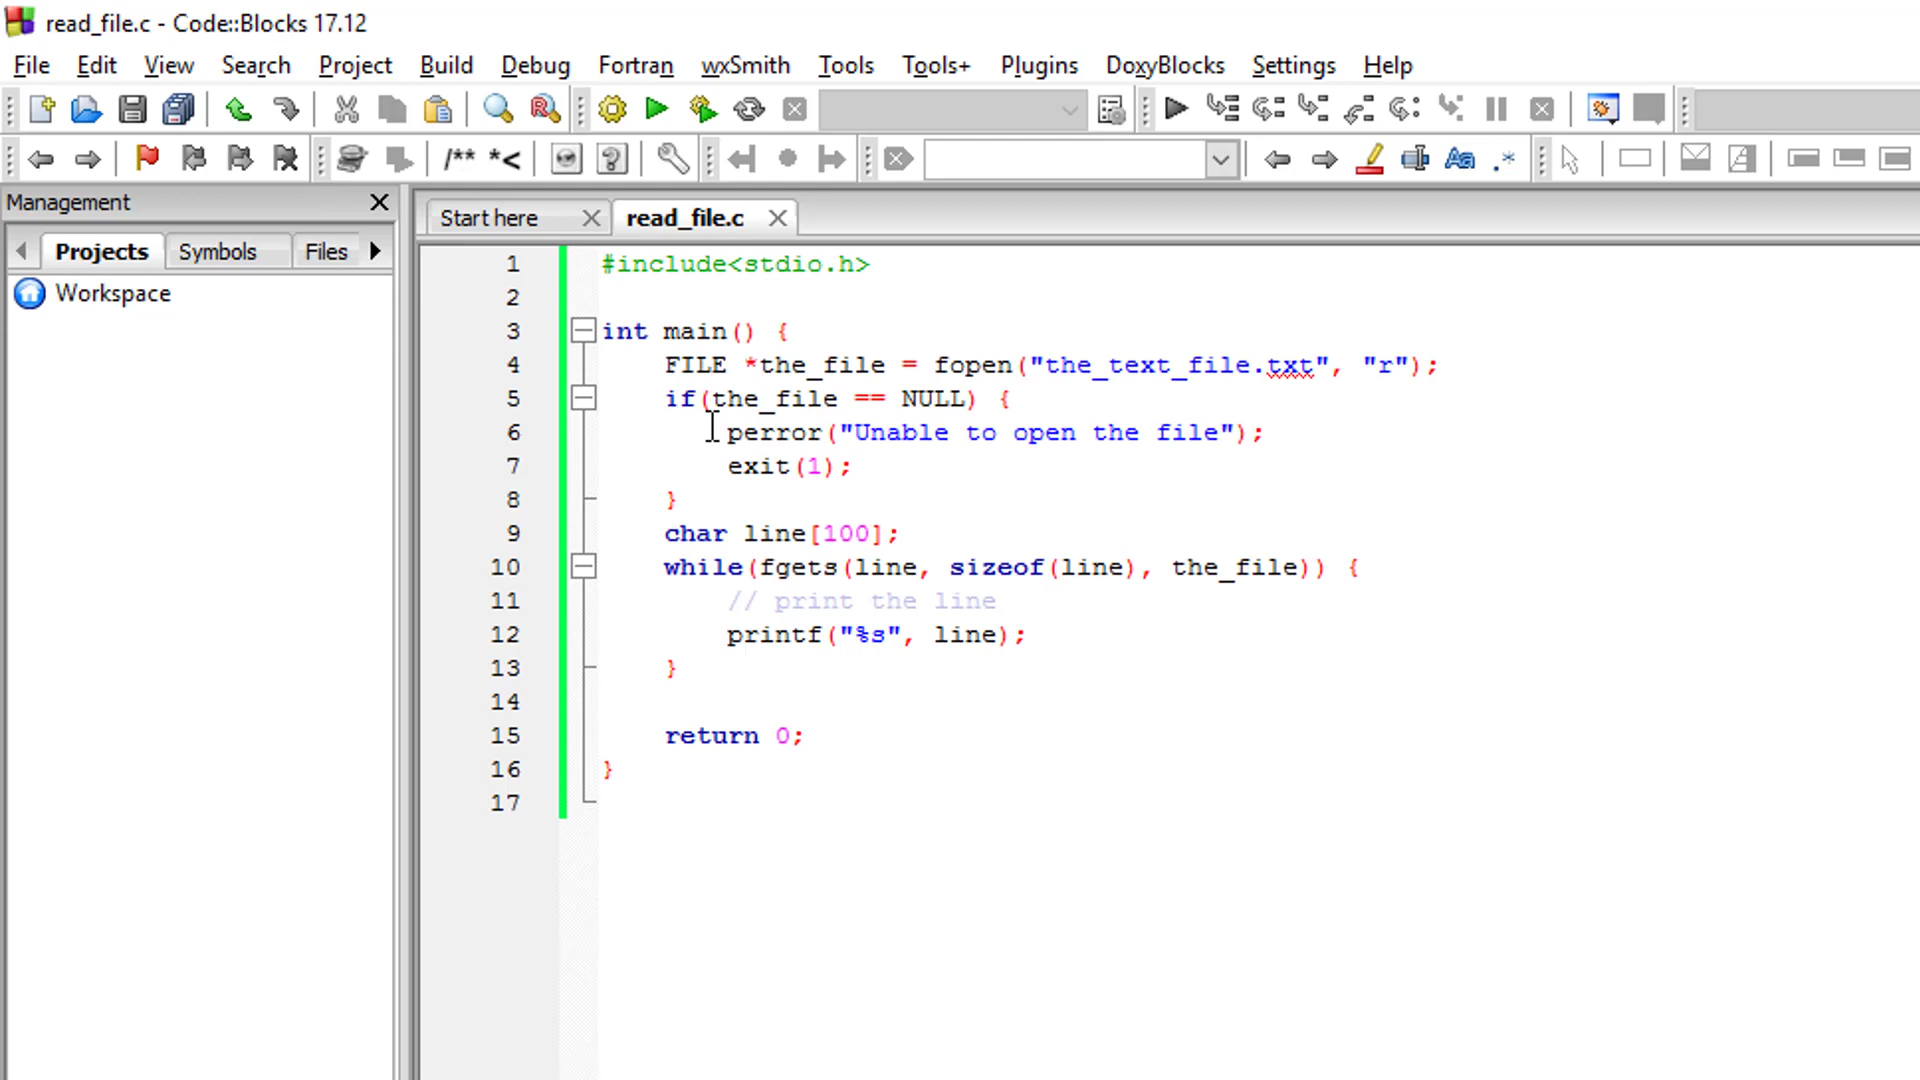 read_file.c - Code::Blocks 17.12
File Edit View Search Project Build Debug Fortran wxSmith Tools Tools+ Plugins DoxyBlocks Settings Help
/** *<
Aa .*
Management
Projects Symbols Files
Workspace
Start here read_file.c
1 #include<stdio.h>
2
3 int main() {
4 FILE *the_file = fopen("the_text_file.txt", "r");
5 if(the_file == NULL) {
6 perror("Unable to open the file");
7 exit(1);
8 }
9 char line[100];
10 while(fgets(line, sizeof(line), the_file)) {
11 // print the line
12 printf("%s", line);
13 }
14
15 return 0;
16 }
17